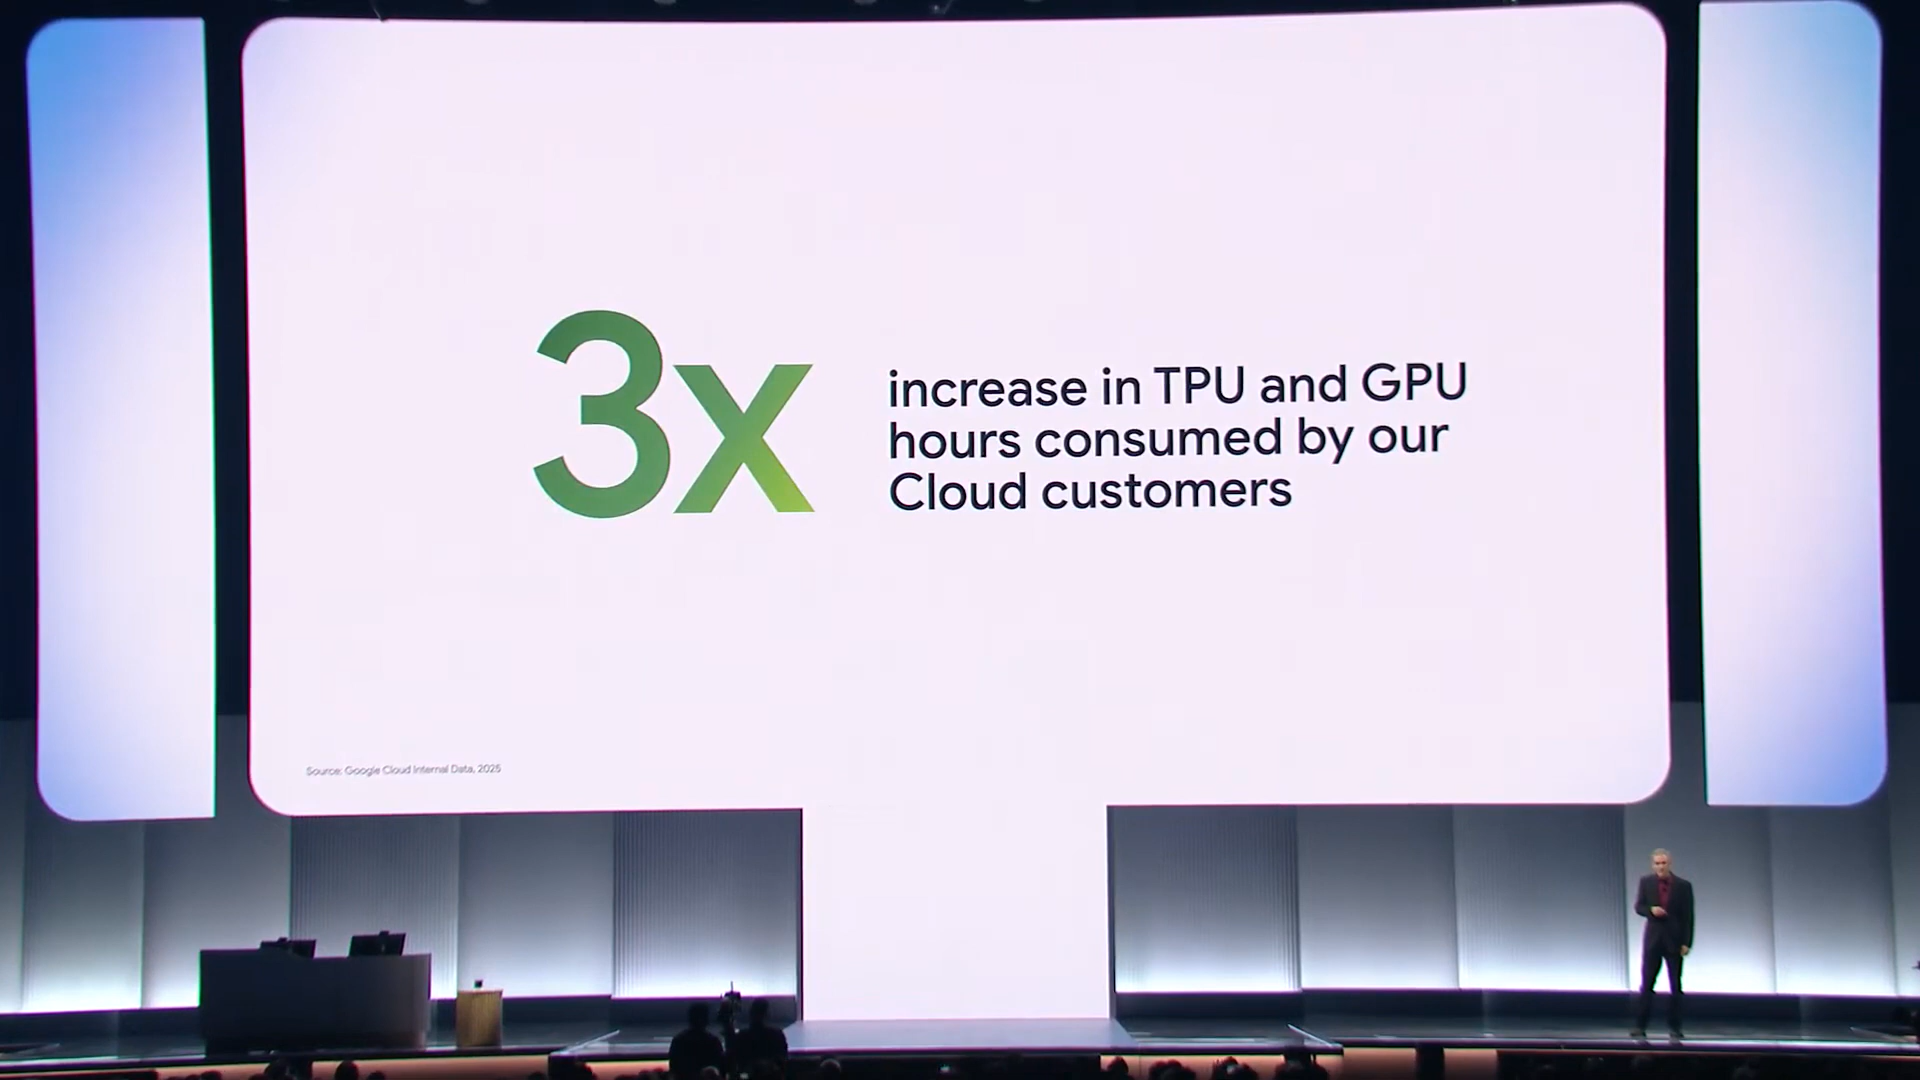 3x
increase in TPU and GPU
hours consumed by our
Cloud customers
Source: Google Cloud Internal Data, 2025